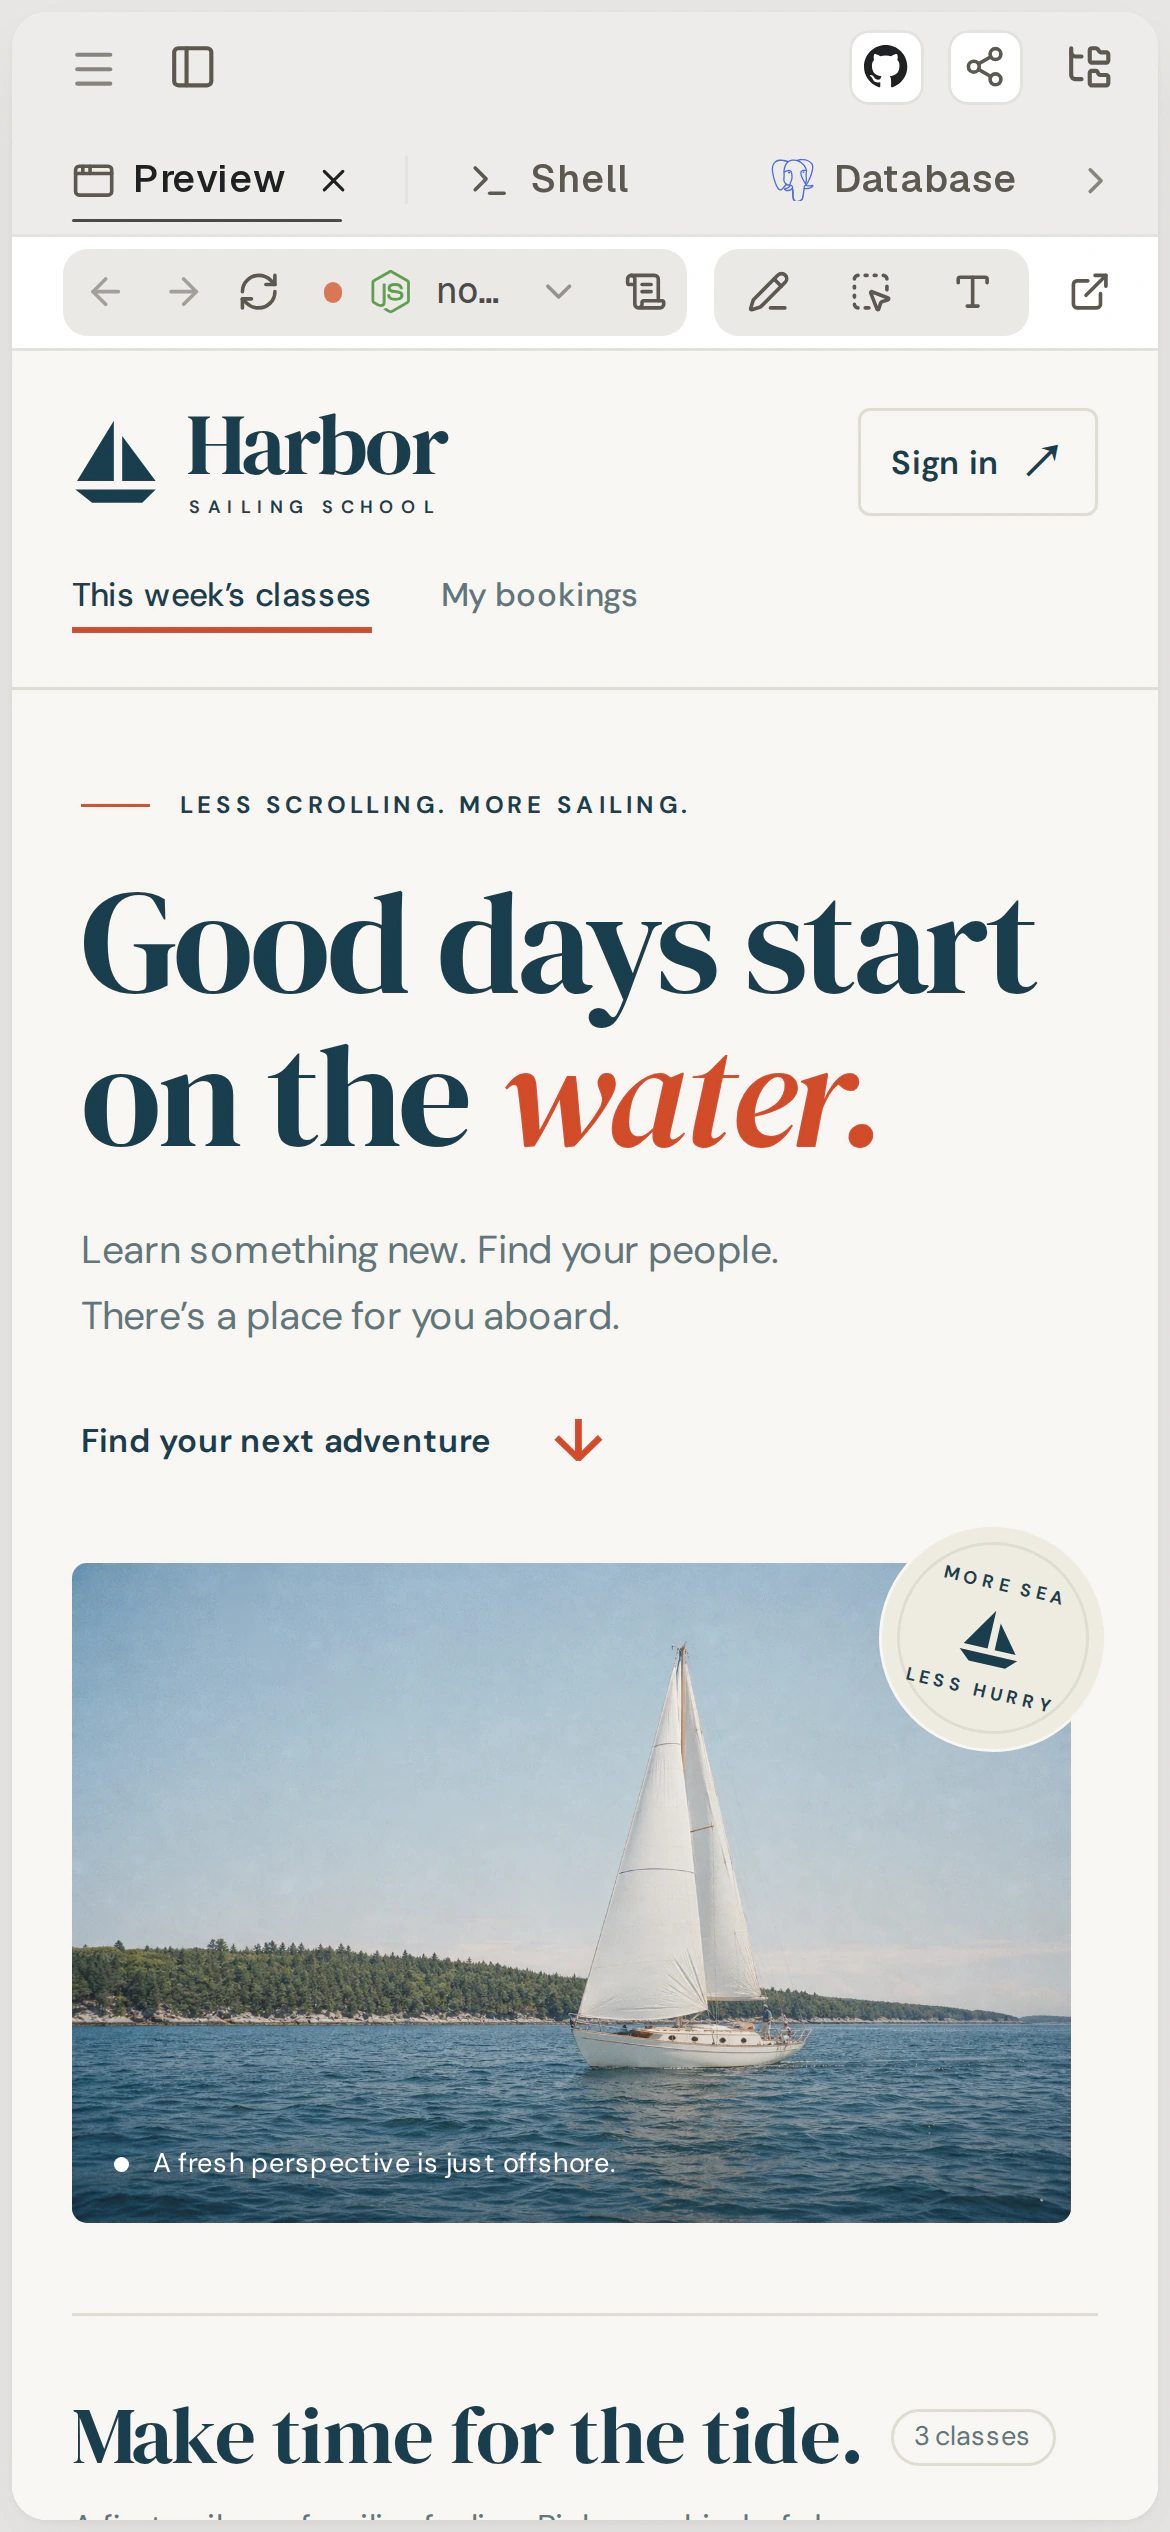 Preview
Shell
Database
no...
Harbor
SAILING SCHOOL
Sign in
This week’s classes
My bookings
LESS SCROLLING. MORE SAILING.
Good days start
on the water.
Learn something new. Find your people.
There’s a place for you aboard.
Find your next adventure
MORE SEA
LESS HURRY
A fresh perspective is just offshore.
Make time for the tide.
3 classes